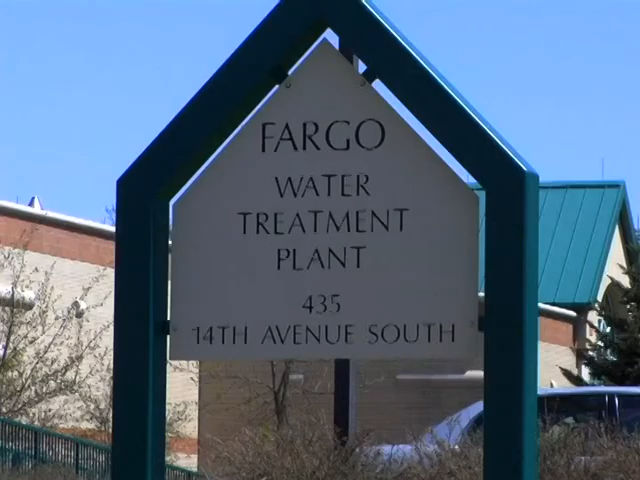 FARGO
WATER
TREATMENT
PLANT
435
14TH AVENUE SOUTH